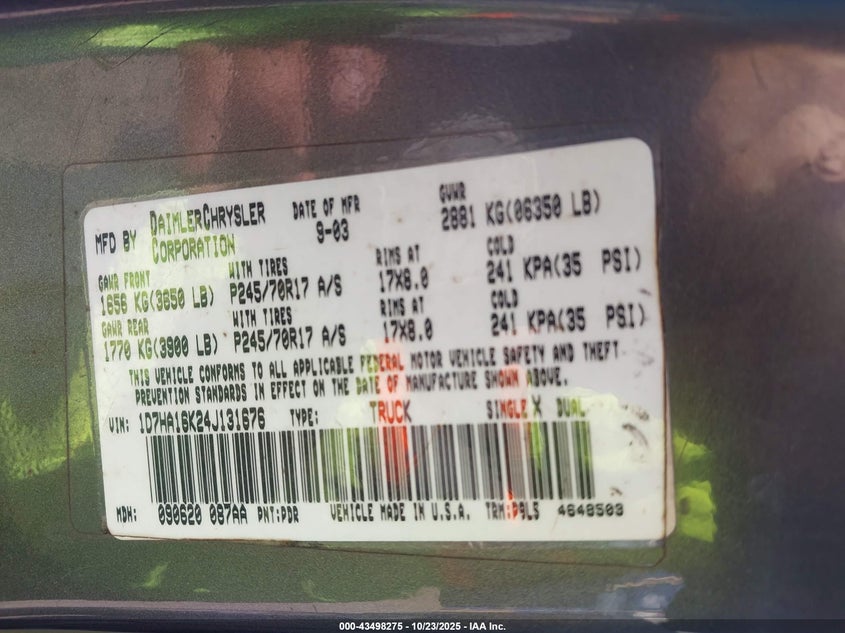 MFD BY DAIMLERCHRYSLER CORPORATION DATE OF MFR 9-03 GVWR 2881 KG(06350 LB)
GAWR FRONT WITH TIRES RIMS AT COLD
1656 KG(3650 LB) P245/70R17 A/S 17X8.0 241 KPA(35 PSI)
GAWR REAR WITH TIRES RIMS AT COLD
1770 KG(3900 LB) P245/70R17 A/S 17X8.0 241 KPA(35 PSI)
THIS VEHICLE CONFORMS TO ALL APPLICABLE FEDERAL MOTOR VEHICLE SAFETY AND THEFT
PREVENTION STANDARDS IN EFFECT ON THE DATE OF MANUFACTURE SHOWN ABOVE.
VIN: 1D7HA16K24J131676 TYPE: TRUCK SINGLE X DUAL
MDH: 090620 087AA PNT:PDR VEHICLE MADE IN U.S.A. TRM:D9LS 4648503
000-43498275 - 10/23/2025 - IAA Inc.